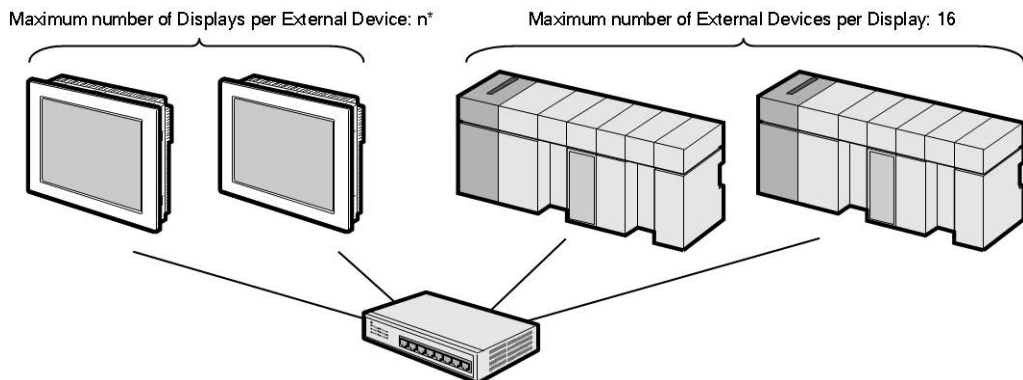 Maximum number of Displays per External Device: n*
Maximum number of External Devices per Display: 16